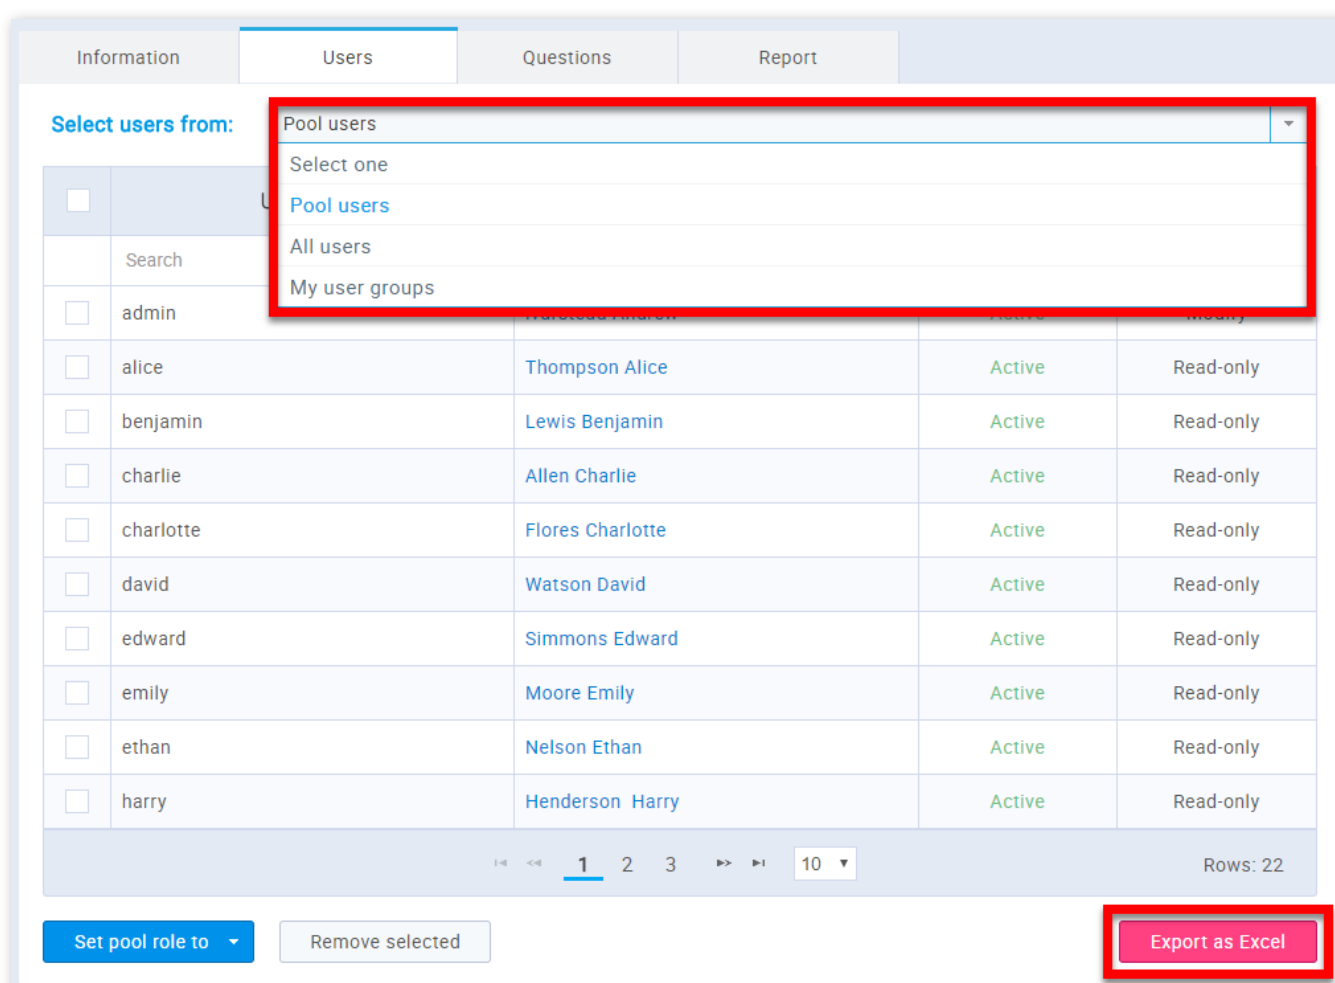 Information Users Questions Report
Select users from: Pool users
Select one
Pool users
All users
My user groups
Search
admin
alice Thompson Alice Active Read-only
benjamin Lewis Benjamin Active Read-only
charlie Allen Charlie Active Read-only
charlotte Flores Charlotte Active Read-only
david Watson David Active Read-only
edward Simmons Edward Active Read-only
emily Moore Emily Active Read-only
ethan Nelson Ethan Active Read-only
harry Henderson Harry Active Read-only
1 2 3 10 Rows: 22
Set pool role to Remove selected Export as Excel